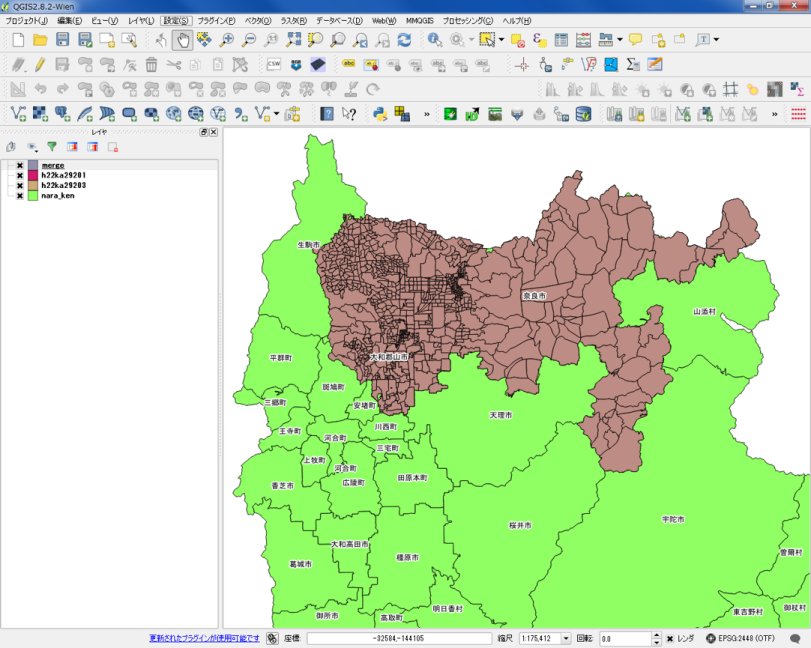 QGIS2.8.2-Wien
プロジェクト(J) 編集(E) ビュー(V) レイヤ(L) 設定(S) プラグイン(P) ベクタ(O) ラスタ(R) データベース(D) Web(W) MMQGIS プロセッシング(C) ヘルプ(H)
CSW abc abc abc abc abc abc
レイヤ
merge
h22ka29201
h22ka29203
nara_ken
生駒市
奈良市
山添村
平群町
大和郡山市
斑鳩町
三郷町
安堵町
天理市
王寺町
川西町
河合町
三宅町
上牧町
河合町
田原本町
香芝市
広陵町
桜井市
宇陀市
大和高田市
葛城市
橿原市
曽爾村
御所市
高取町
明日香村
東吉野村
御杖村
更新されたプラグインが使用可能です 座標: -32584,-144105 縮尺 1:175,412 回転: 0.0 レンダ EPSG:2448 (OTF)